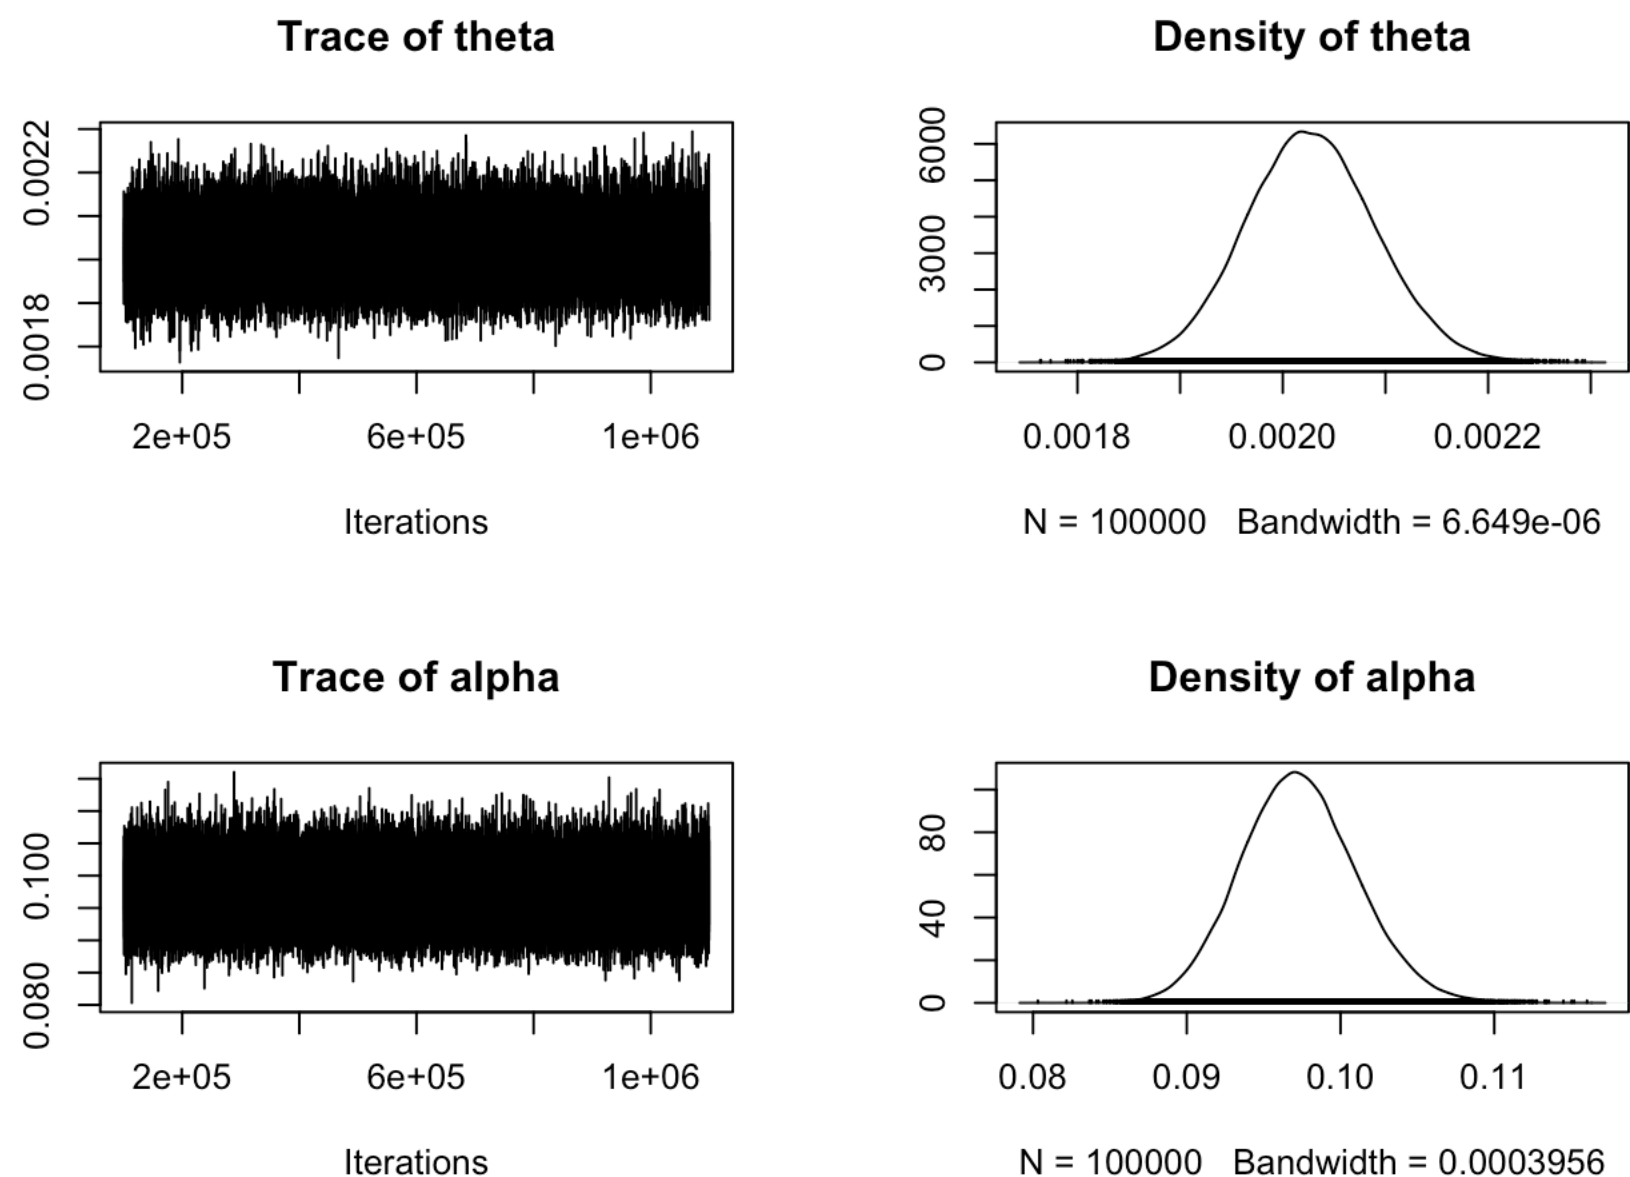 Trace of theta
0.0022
0.0018
2e+05 6e+05 1e+06
Iterations
Density of theta
6000
3000
0
0.0018 0.0020 0.0022
N = 100000 Bandwidth = 6.649e-06
Trace of alpha
0.100
0.080
2e+05 6e+05 1e+06
Iterations
Density of alpha
80
40
0
0.08 0.09 0.10 0.11
N = 100000 Bandwidth = 0.0003956